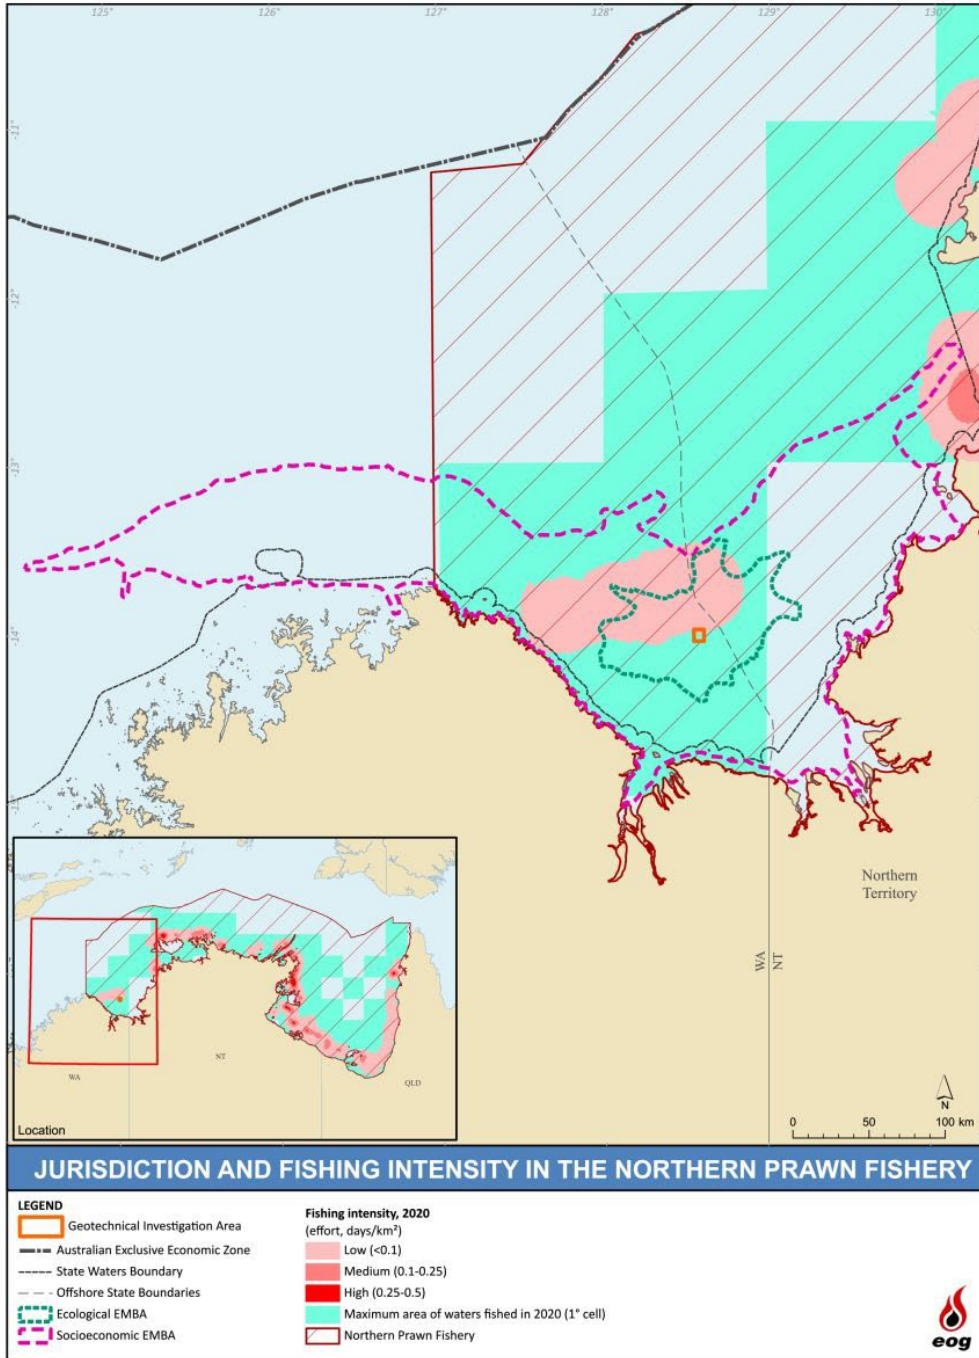 125° 126° 127° 128° 129° 130°
-11°
-12°
-13°
-14°
Northern
Territory
WA
NT
WA
NT
QLD
Location
N
0 50 100 km
JURISDICTION AND FISHING INTENSITY IN THE NORTHERN PRAWN FISHERY
LEGEND
Geotechnical Investigation Area
Australian Exclusive Economic Zone
State Waters Boundary
Offshore State Boundaries
Ecological EMBA
Socioeconomic EMBA
Fishing intensity, 2020
(effort, days/km²)
Low (<0.1)
Medium (0.1-0.25)
High (0.25-0.5)
Maximum area of waters fished in 2020 (1° cell)
Northern Prawn Fishery
eog